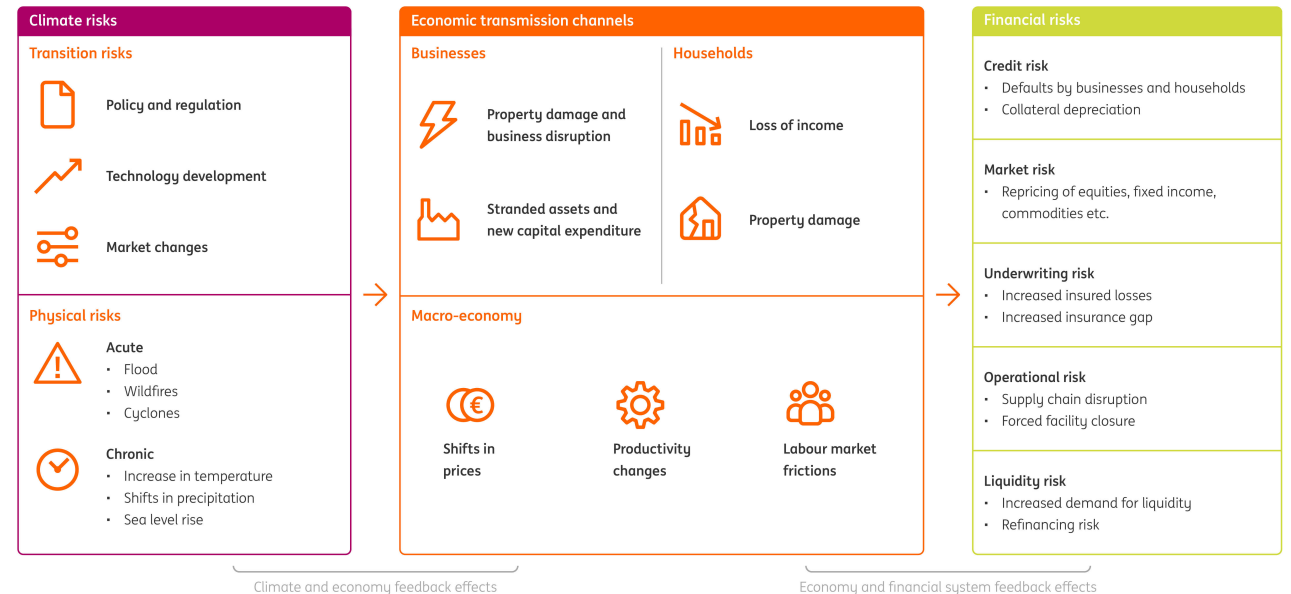 Climate risks
Transition risks
Policy and regulation
Technology development
Market changes
Physical risks
Acute
• Flood
• Wildfires
• Cyclones
Chronic
• Increase in temperature
• Shifts in precipitation
• Sea level rise
Economic transmission channels
Businesses
Property damage and
business disruption
Stranded assets and
new capital expenditure
Households
Loss of income
Property damage
Macro-economy
€
Shifts in
prices
Productivity
changes
Labour market
frictions
Financial risks
Credit risk
• Defaults by businesses and households
• Collateral depreciation
Market risk
• Repricing of equities, fixed income,
commodities etc.
Underwriting risk
• Increased insured losses
• Increased insurance gap
Operational risk
• Supply chain disruption
• Forced facility closure
Liquidity risk
• Increased demand for liquidity
• Refinancing risk
Climate and economy feedback effects
Economy and financial system feedback effects